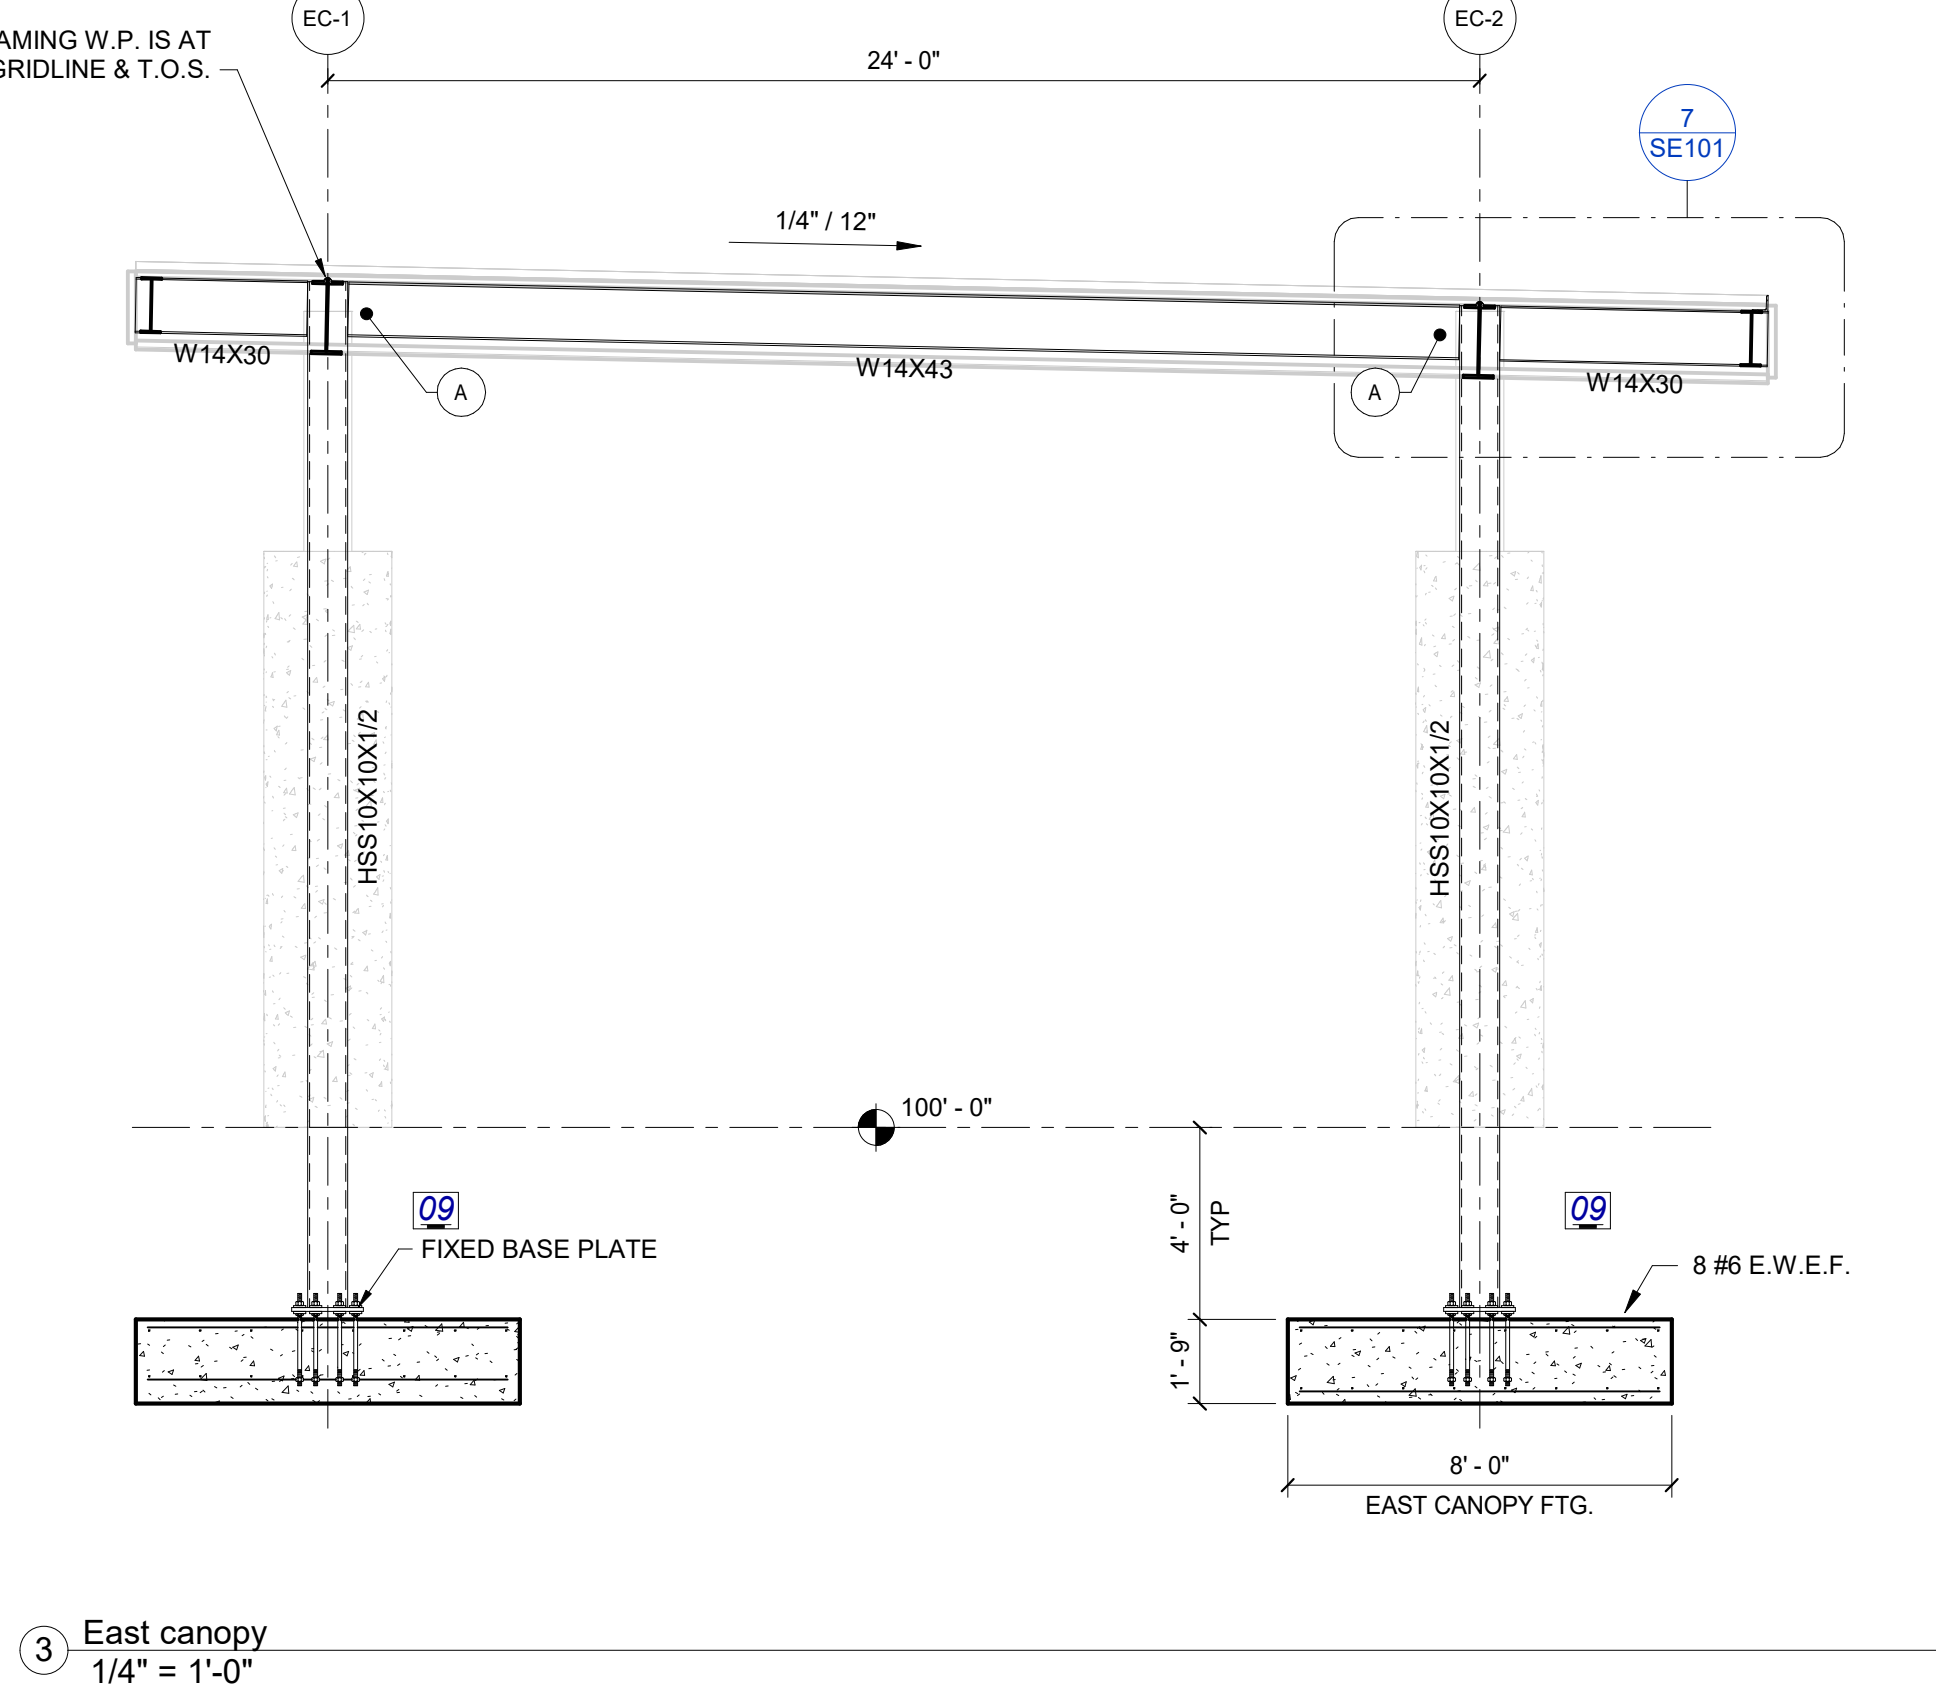 EC-1
EC-2
AMING W.P. IS AT
GRIDLINE & T.O.S.
24' - 0"
7
SE101
1/4" / 12"
W14X30
W14X43
W14X30
A
A
HSS10X10X1/2
HSS10X10X1/2
100' - 0"
09
FIXED BASE PLATE
4' - 0"
TYP
09
8 #6 E.W.E.F.
1' - 9"
8' - 0"
EAST CANOPY FTG.
3
East canopy
1/4" = 1'-0"